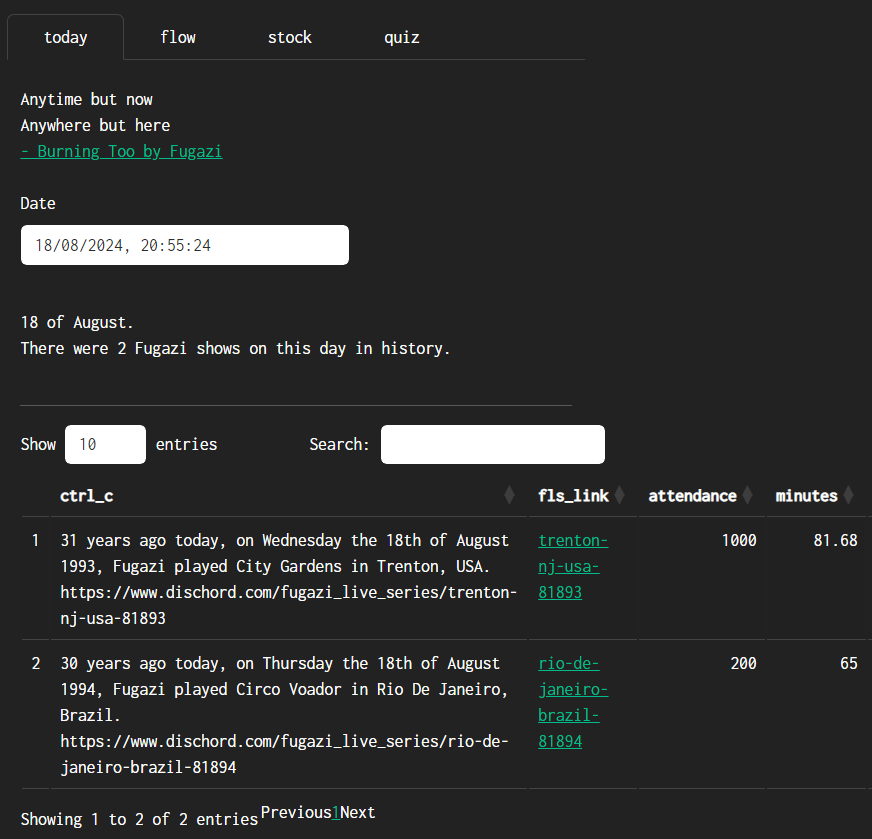 today flow stock quiz
Anytime but now
Anywhere but here
- Burning Too by Fugazi
Date
18/08/2024, 20:55:24
18 of August.
There were 2 Fugazi shows on this day in history.
Show 10 entries Search:
ctrl_c fls_link attendance minutes
1 31 years ago today, on Wednesday the 18th of August trenton- 1000 81.68
1993, Fugazi played City Gardens in Trenton, USA. nj-usa-
https://www.dischord.com/fugazi_live_series/trenton- 81893
nj-usa-81893
2 30 years ago today, on Thursday the 18th of August rio-de- 200 65
1994, Fugazi played Circo Voador in Rio De Janeiro, janeiro-
Brazil. brazil-
https://www.dischord.com/fugazi_live_series/rio-de- 81894
janeiro-brazil-81894
Showing 1 to 2 of 2 entries Previous1Next